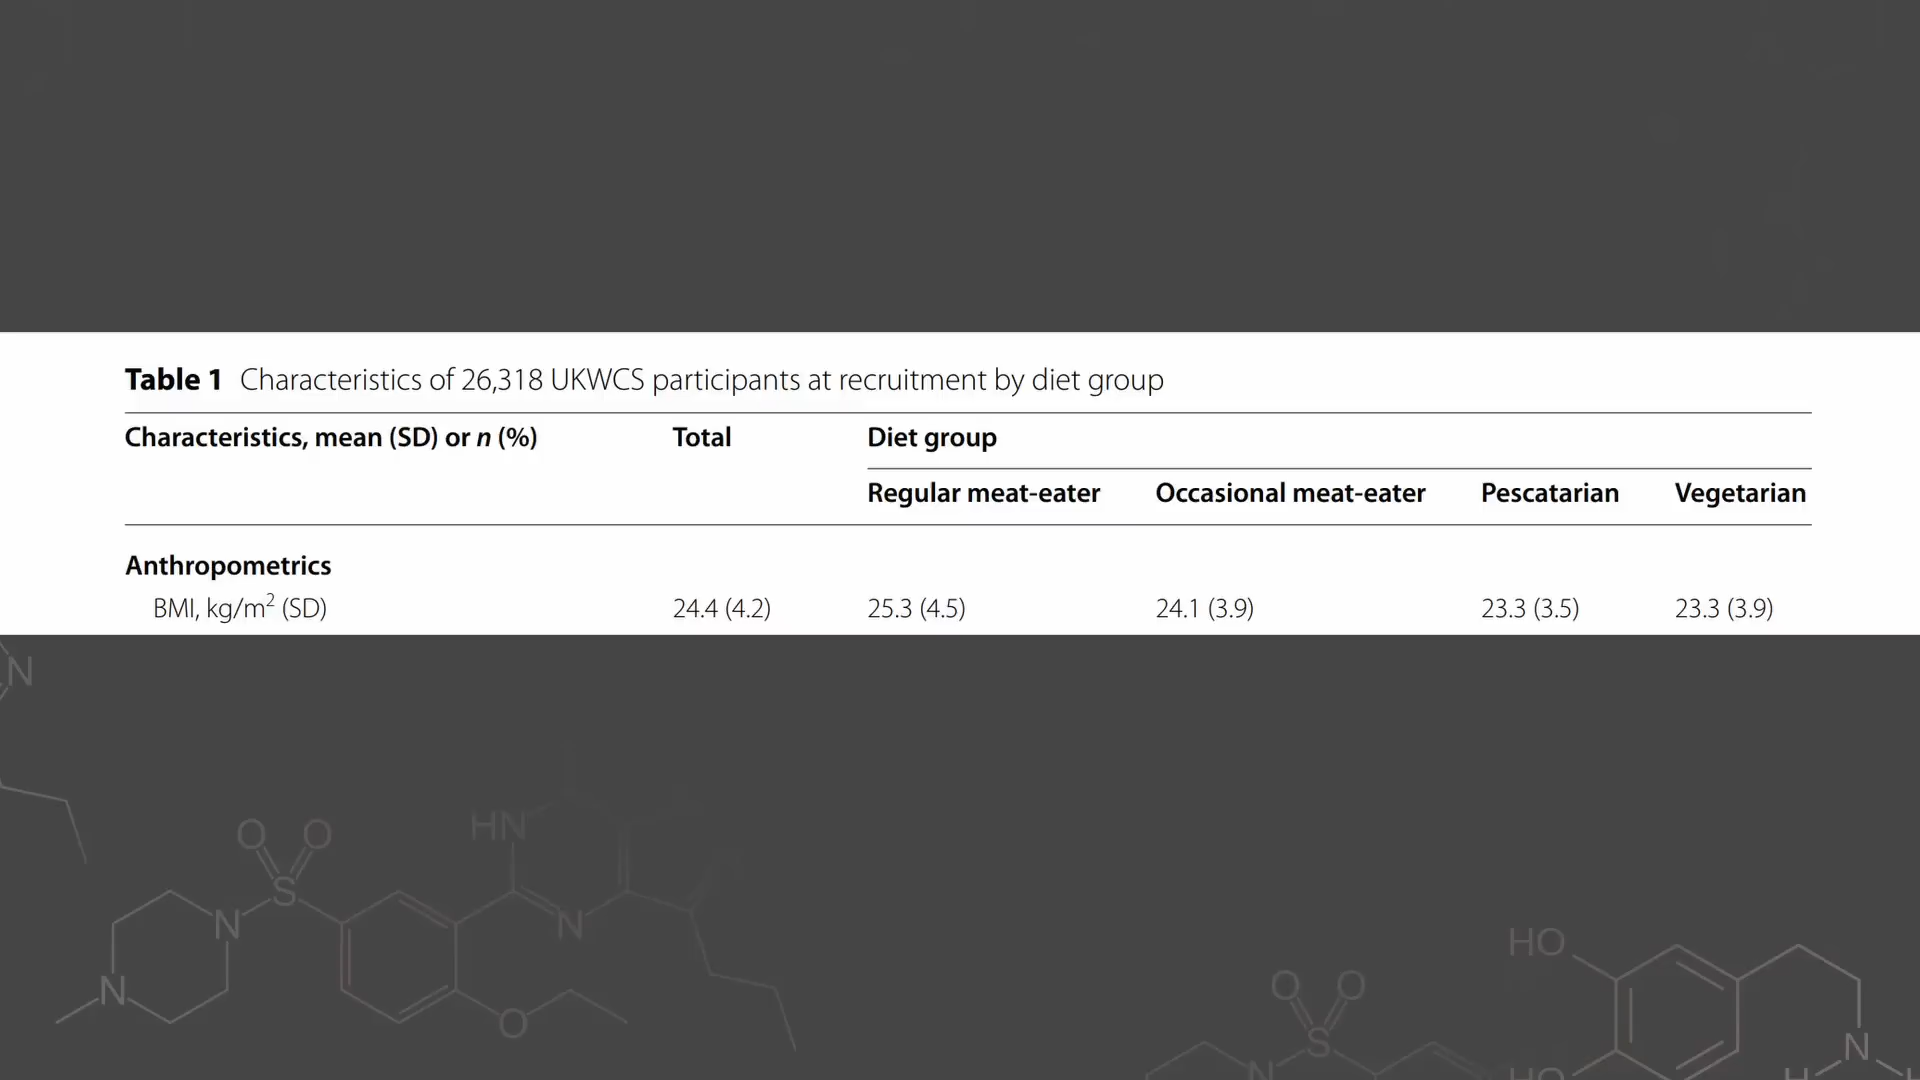 Table 1 Characteristics of 26,318 UKWCS participants at recruitment by diet group
Characteristics, mean (SD) or n (%) Total Diet group
Regular meat-eater Occasional meat-eater Pescatarian Vegetarian
Anthropometrics
BMI, kg/m² (SD) 24.4 (4.2) 25.3 (4.5) 24.1 (3.9) 23.3 (3.5) 23.3 (3.9)
N
HN
O O
S
N
N
N
O
HO
O O
S
N
N
HO
H